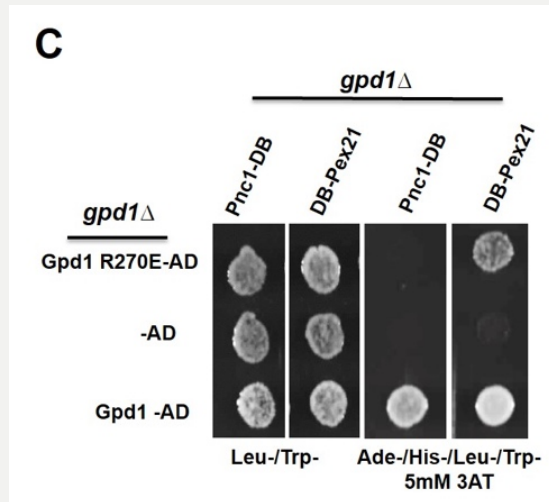 C
gpd1Δ
Pnc1-DB
DB-Pex21
Pnc1-DB
DB-Pex21
gpd1Δ
Gpd1 R270E-AD
-AD
Gpd1 -AD
Leu-/Trp-
Ade-/His-/Leu-/Trp-
5mM 3AT